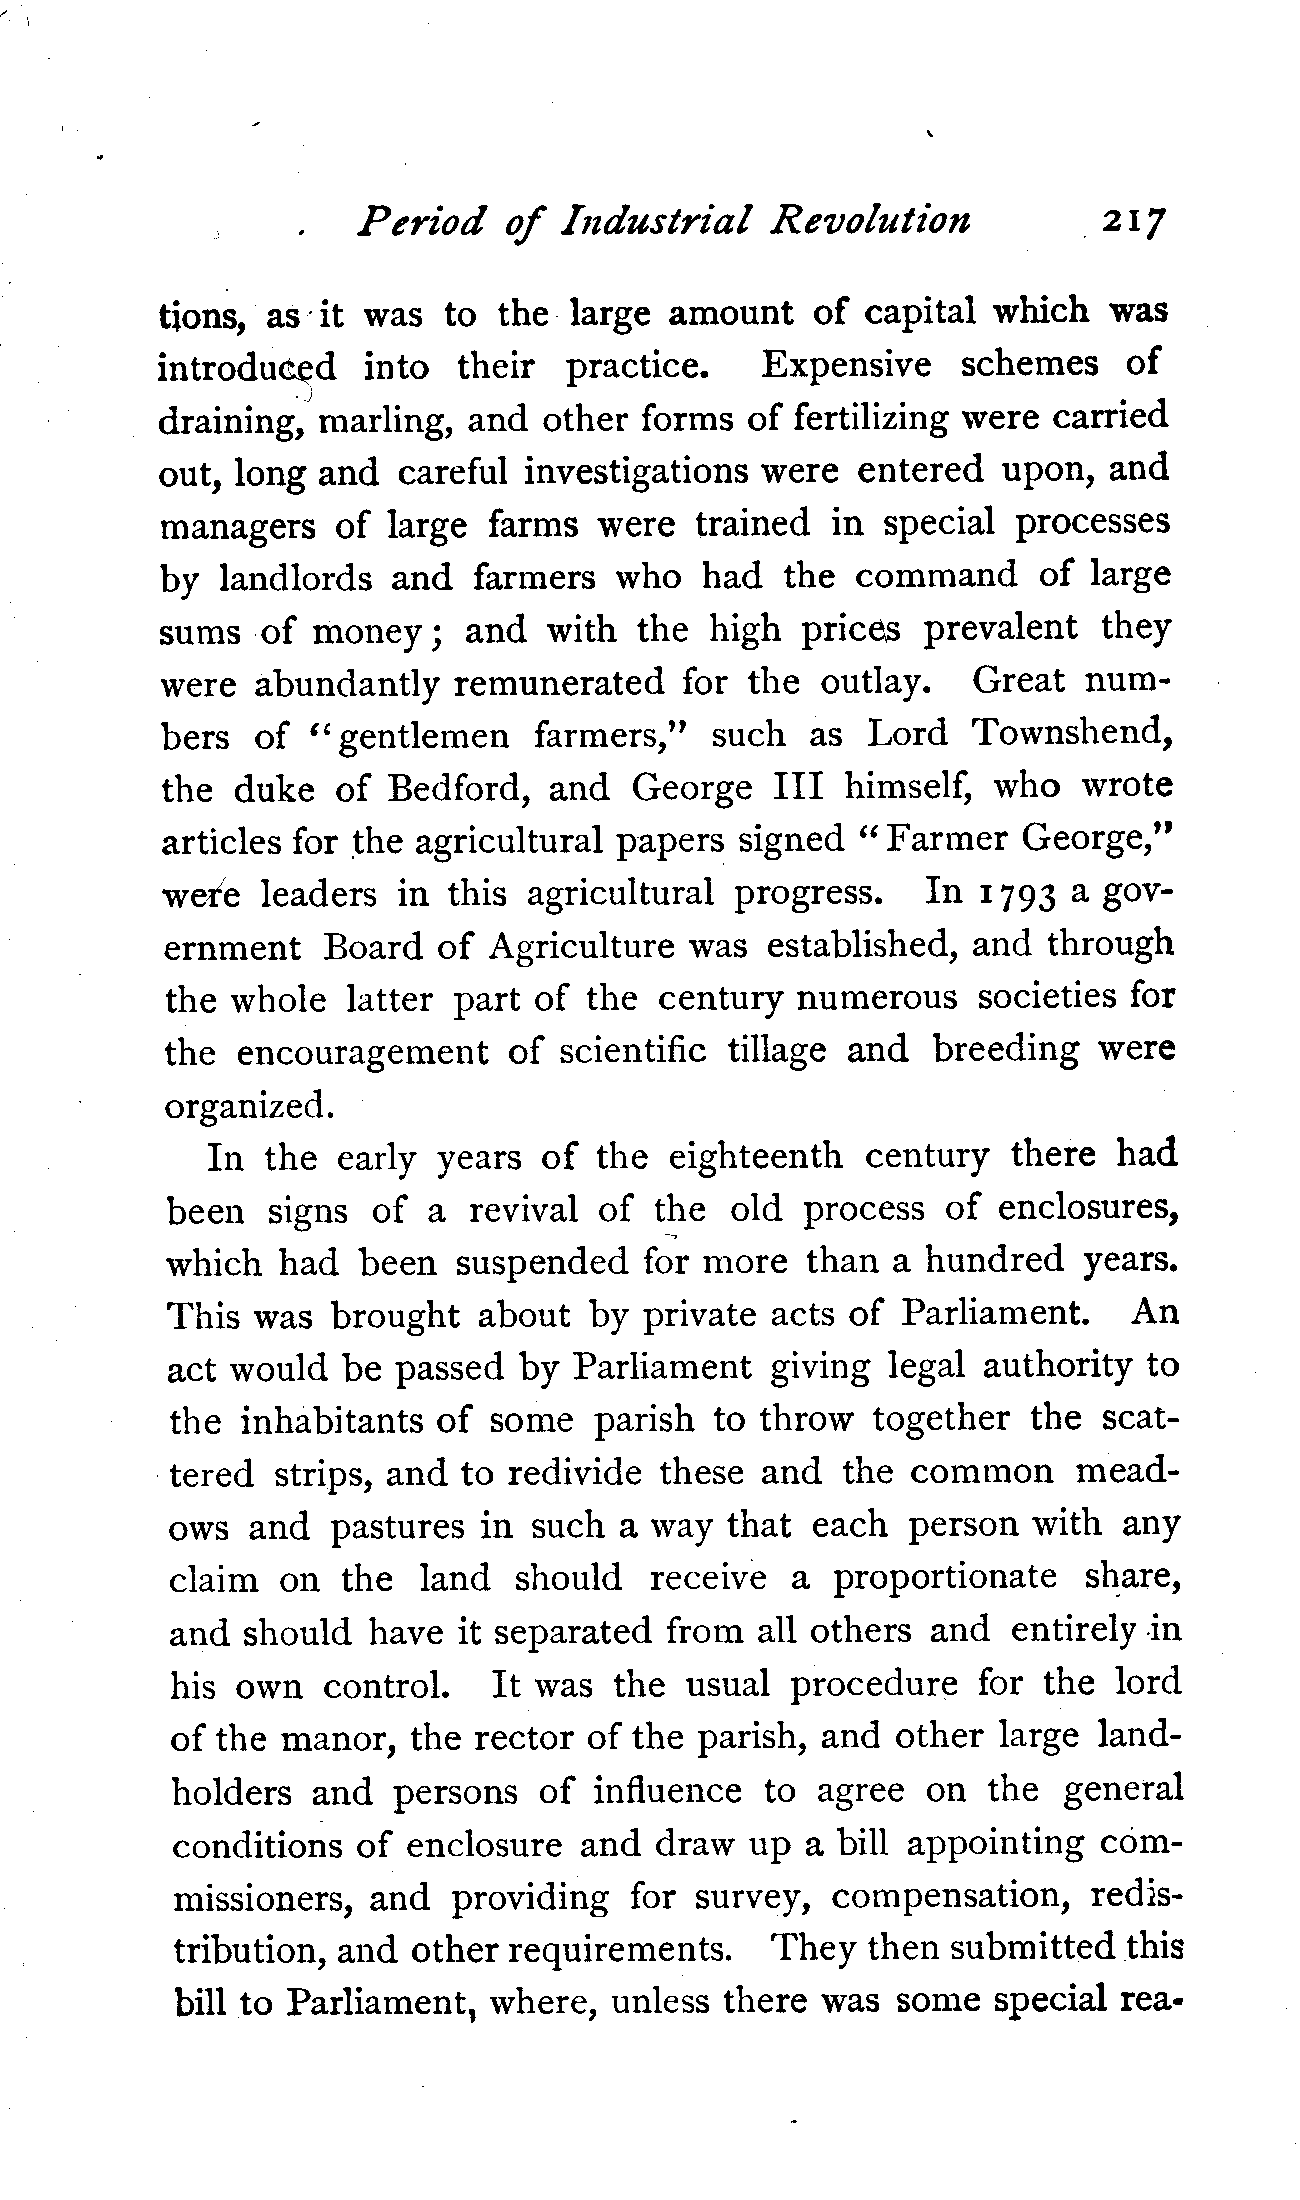 Period of Industrial Revolution 217
tions, as it was to the large amount of capital which was
introduced into their practice. Expensive schemes of
draining, marling, and other forms of fertilizing were carried
out, long and careful investigations were entered upon, and
managers of large farms were trained in special processes
by landlords and farmers who had the command of large
sums of money; and with the high prices prevalent they
were abundantly remunerated for the outlay. Great num-
bers of "gentlemen farmers," such as Lord Townshend,
the duke of Bedford, and George III himself, who wrote
articles for the agricultural papers signed "Farmer George,"
were leaders in this agricultural progress. In 1793 a gov-
ernment Board of Agriculture was established, and through
the whole latter part of the century numerous societies for
the encouragement of scientific tillage and breeding were
organized.
In the early years of the eighteenth century there had
been signs of a revival of the old process of enclosures,
which had been suspended for more than a hundred years.
This was brought about by private acts of Parliament. An
act would be passed by Parliament giving legal authority to
the inhabitants of some parish to throw together the scat-
tered strips, and to redivide these and the common mead-
ows and pastures in such a way that each person with any
claim on the land should receive a proportionate share,
and should have it separated from all others and entirely in
his own control. It was the usual procedure for the lord
of the manor, the rector of the parish, and other large land-
holders and persons of influence to agree on the general
conditions of enclosure and draw up a bill appointing com-
missioners, and providing for survey, compensation, redis-
tribution, and other requirements. They then submitted this
bill to Parliament, where, unless there was some special rea-